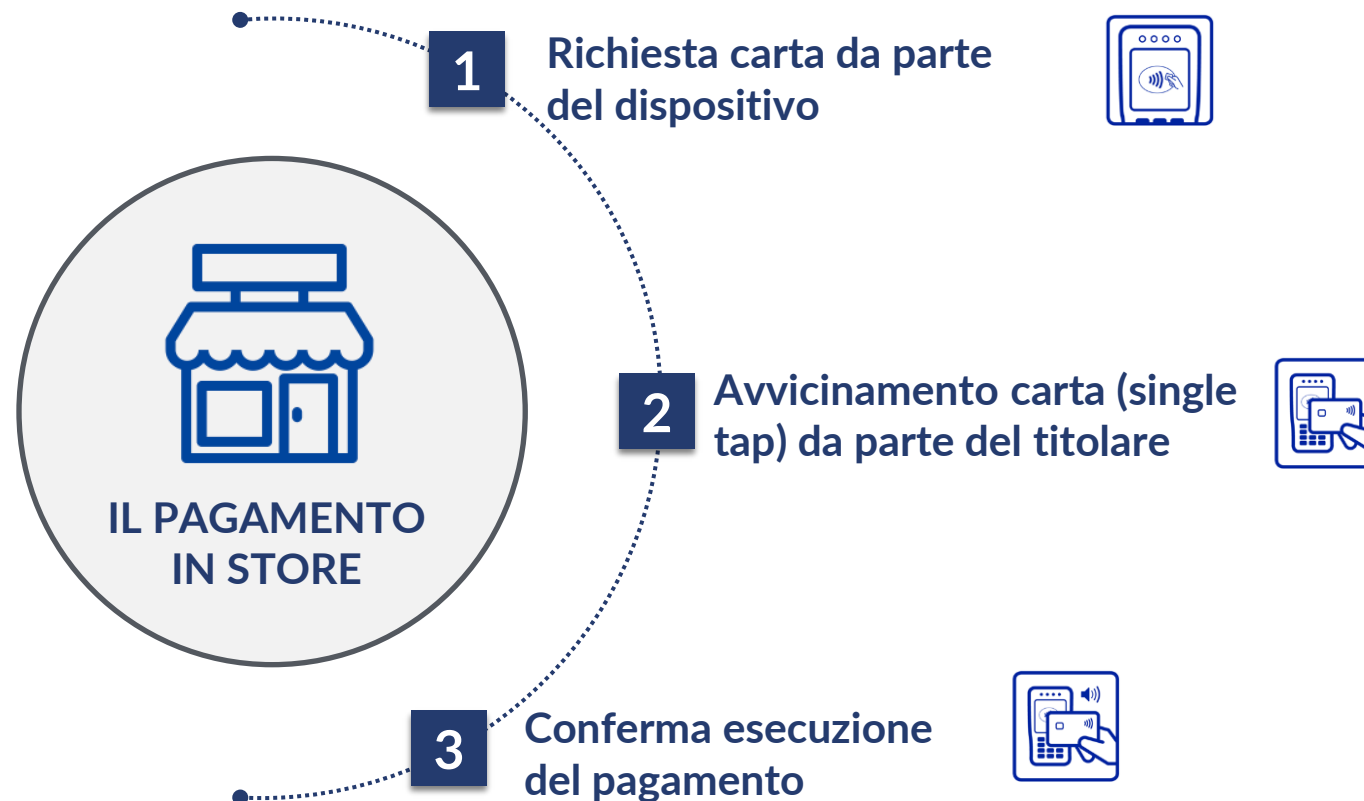 1
Richiesta carta da parte
del dispositivo
2
Avvicinamento carta (single
tap) da parte del titolare
IL PAGAMENTO
IN STORE
3
Conferma esecuzione
del pagamento